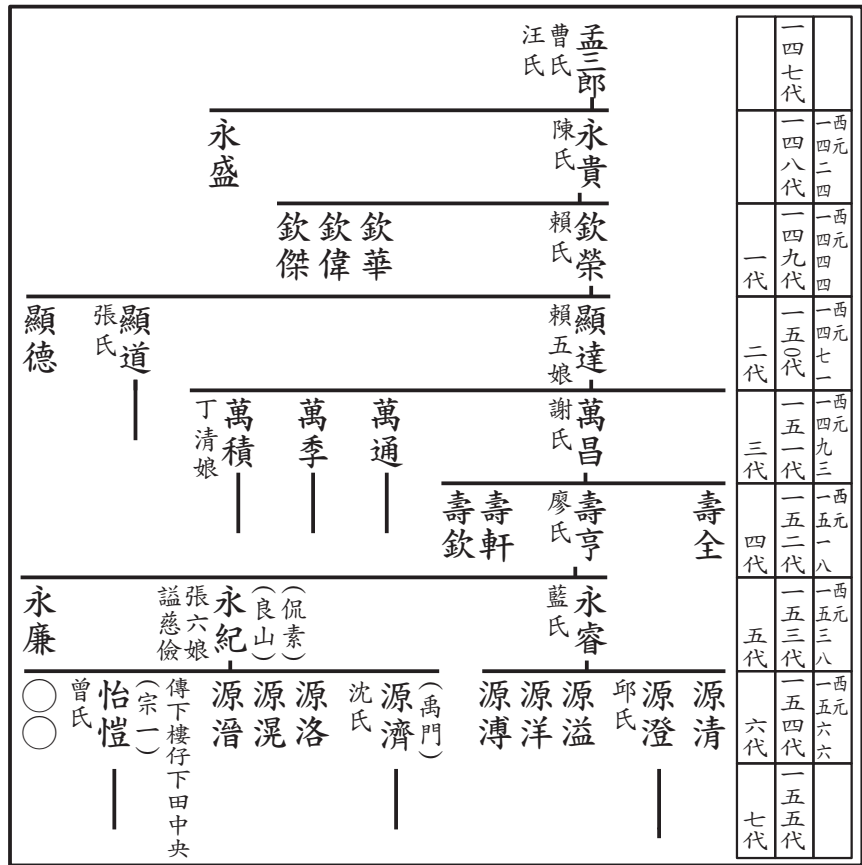 西元一四二四
西元一四四四
西元一四七一
西元一四九三
西元一五一八
西元一五三八
西元一五六六
一四七代
一四八代
一四九代
一五〇代
一五一代
一五二代
一五三代
一五四代
一五五代
一代
二代
三代
四代
五代
六代
七代
孟三郎
曹氏
汪氏
永貴
陳氏
永盛
欽榮
賴氏
欽華
欽偉
欽傑
顯達
賴五娘
顯道
張氏
顯德
萬昌
謝氏
萬通
萬季
萬積
丁清娘
壽全
壽亨
廖氏
壽軒
壽欽
永睿
藍氏
(侃素)
(良山)
永紀
張六娘
謚慈儉
永廉
源清
源澄
邱氏
源溢
源洋
源溥
(禹門)
源濟
沈氏
源洛
源滉
源溍
傳下樓仔下田中央
(宗一)
怡愷
曾氏
〇〇